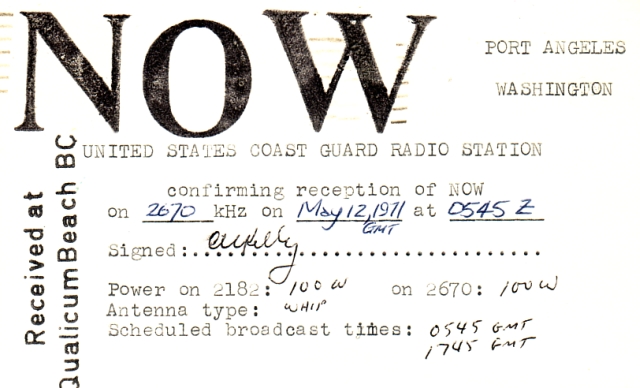 NOW
PORT ANGELES
WASHINGTON
UNITED STATES COAST GUARD RADIO STATION
confirming reception of NOW
on 2670 kHz on May 12, 1971 at 0545 Z
GMT
Signed:
Power on 2182: 100 W on 2670: 100 W
Antenna type: WHIP
Scheduled broadcast times: 0545 GMT
1745 GMT
Received at
Qualicum Beach BC